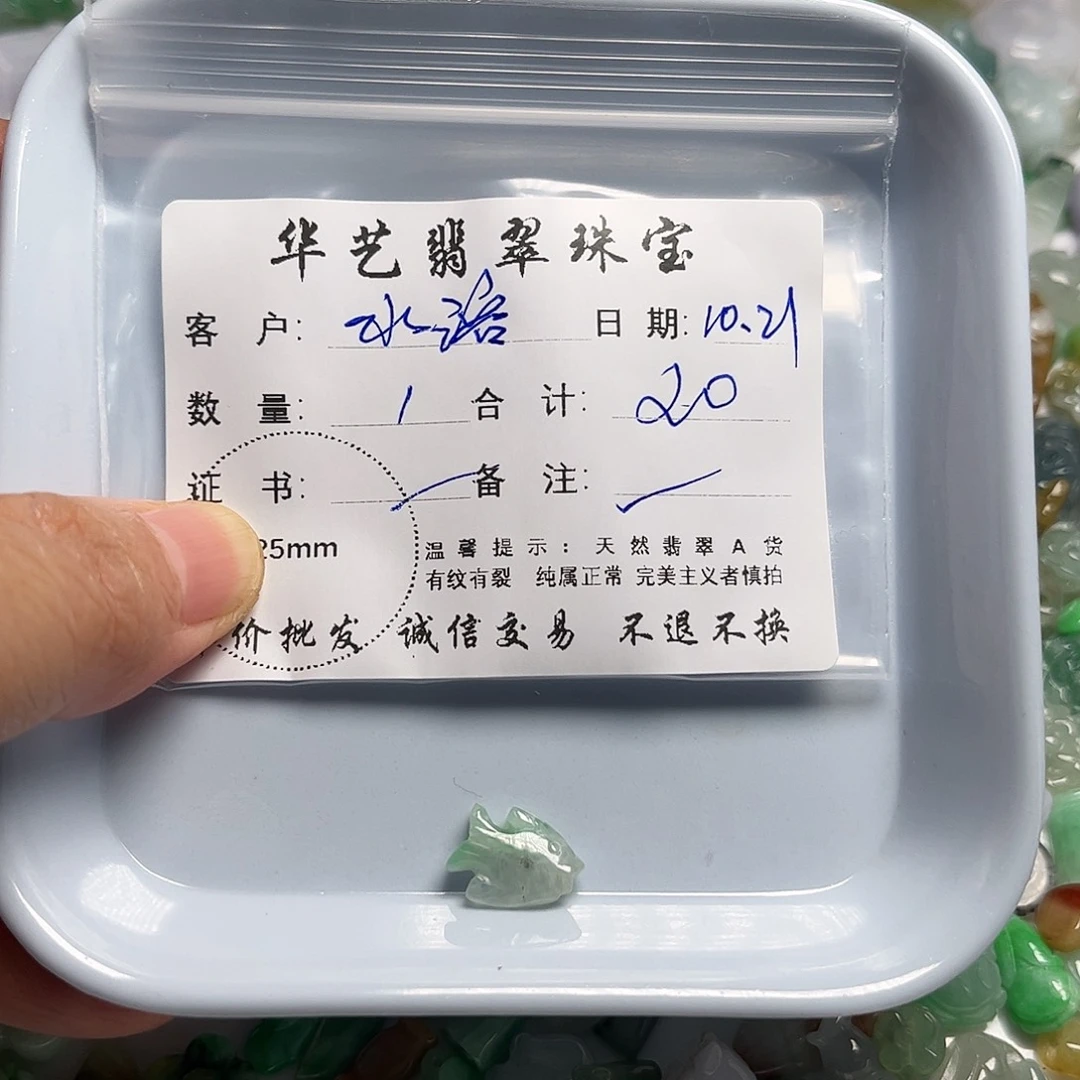 华艺翡翠珠宝
客户: 水溶 日期: 10.21
数量: 1 合计: 20
证书: 备注:
25mm
温馨提示：天然翡翠A货
有纹有裂 纯属正常 完美主义者慎拍
价批发 诚信交易 不退不换